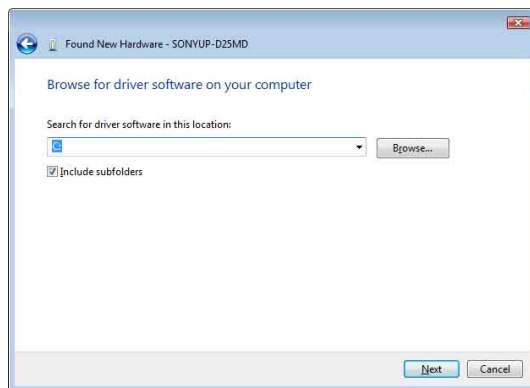 Found New Hardware - SONYUP-D25MD
Browse for driver software on your computer
Search for driver software in this location:
C:
Browse...
Include subfolders
Next
Cancel